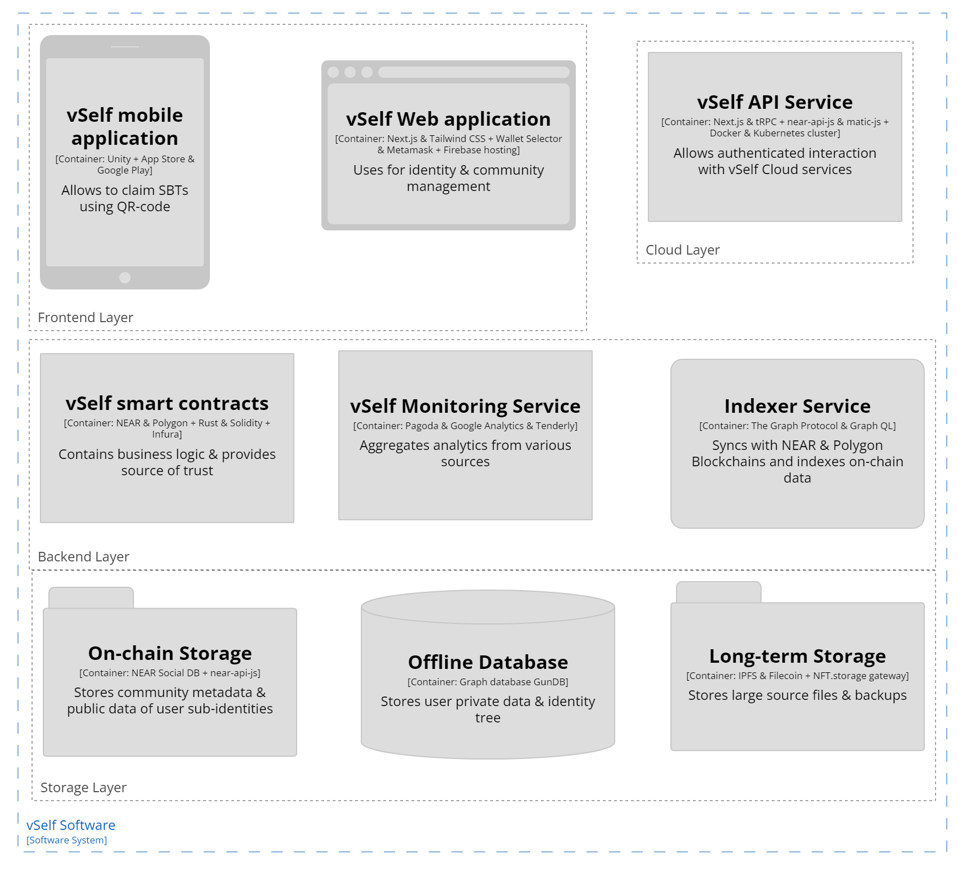 vSelf mobile
application
[Container: Unity + App Store &
Google Play]
Allows to claim SBTs
using QR-code
vSelf Web application
[Container: Next.js & Tailwind CSS + Wallet Selector
& Metamask + Firebase hosting]
Uses for identity & community
management
Frontend Layer
vSelf API Service
[Container: Next.js & tRPC + near-api-js & matic-js +
Docker & Kubernetes cluster]
Allows authenticated interaction
with vSelf Cloud services
Cloud Layer
vSelf smart contracts
[Container: NEAR & Polygon + Rust & Solidity +
Infura]
Contains business logic & provides
source of trust
vSelf Monitoring Service
[Container: Pagoda & Google Analytics & Tenderly]
Aggregates analytics from various
sources
Indexer Service
[Container: The Graph Protocol & Graph QL]
Syncs with NEAR & Polygon
Blockchains and indexes on-chain
data
Backend Layer
On-chain Storage
[Container: NEAR Social DB + near-api-js]
Stores community metadata &
public data of user sub-identities
Offline Database
[Container: Graph database GunDB]
Stores user private data & identity
tree
Long-term Storage
[Container: IPFS & Filecoin + NFT.storage gateway]
Stores large source files & backups
Storage Layer
vSelf Software
[Software System]